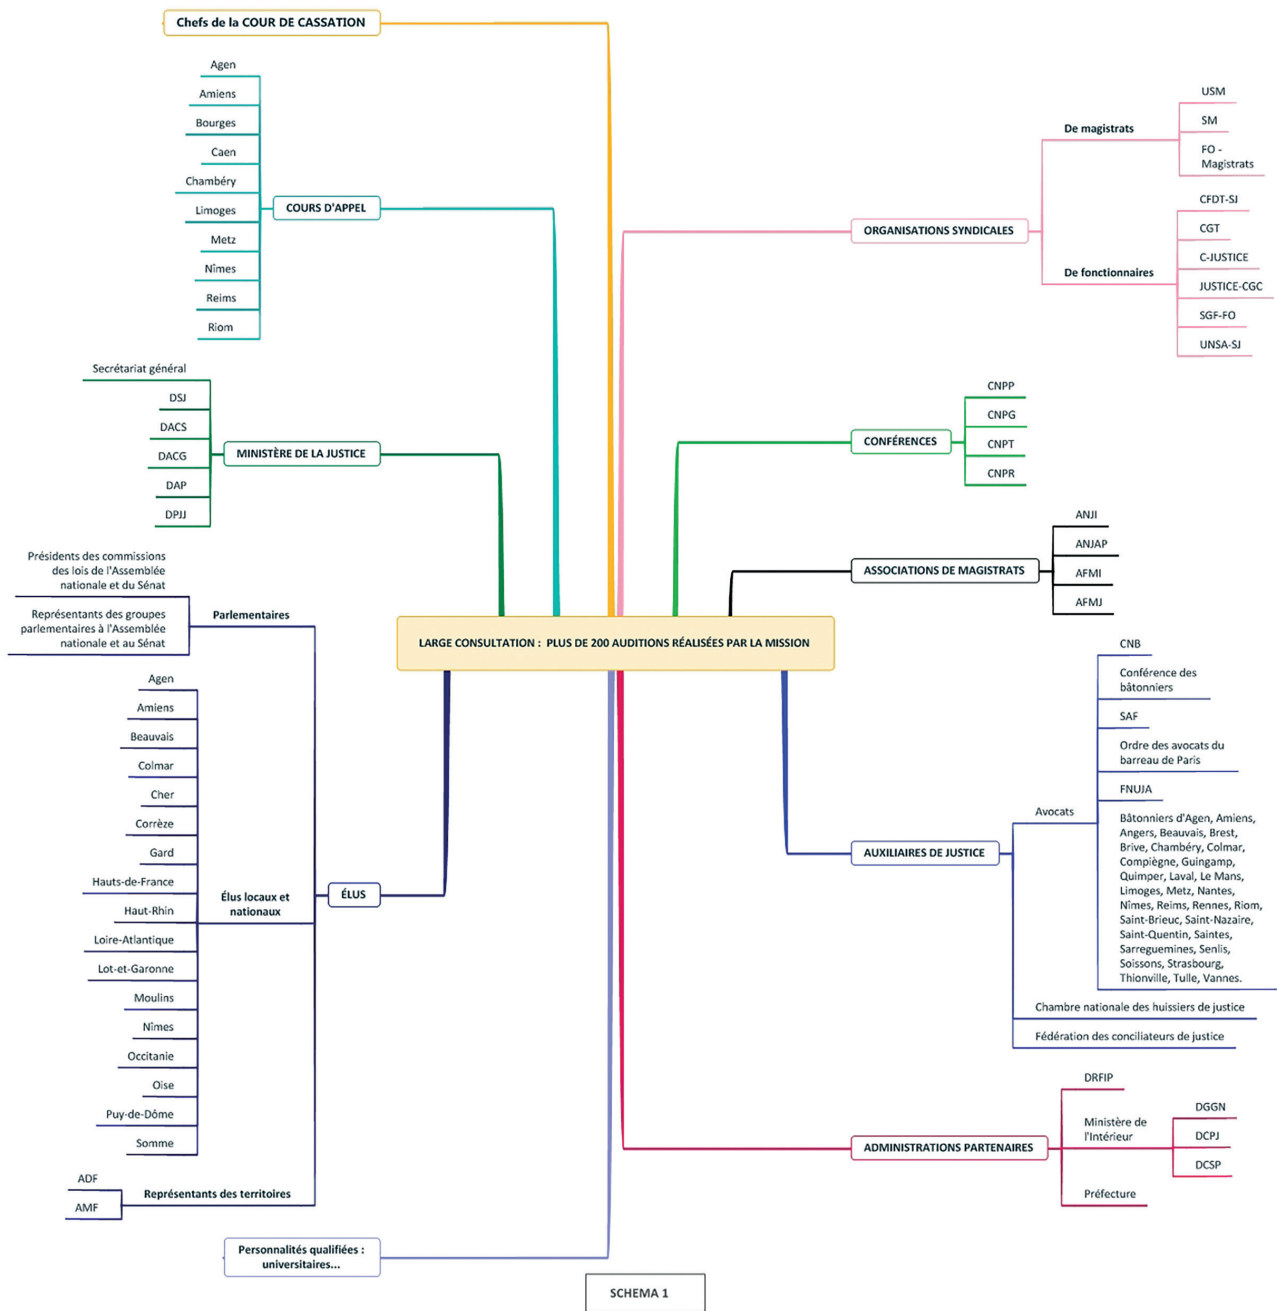 Chefs de la COUR DE CASSATION
Agen
Amiens
Bourges
Caen
Chambéry
Limoges
Metz
Nîmes
Reims
Riom
COURS D'APPEL
Secrétariat général
DSJ
DACS
DACG
DAP
DPJJ
MINISTÈRE DE LA JUSTICE
Présidents des commissions
des lois de l'Assemblée
nationale et du Sénat
Représentants des groupes
parlementaires à l'Assemblée
nationale et au Sénat
Parlementaires
Agen
Amiens
Beauvais
Colmar
Cher
Corrèze
Gard
Hauts-de-France
Haut-Rhin
Loire-Atlantique
Lot-et-Garonne
Moulins
Nîmes
Occitanie
Oise
Puy-de-Dôme
Somme
Élus locaux et
nationaux
ÉLUS
ADF
AMF
Représentants des territoires
Personnalités qualifiées :
universitaires...
LARGE CONSULTATION : PLUS DE 200 AUDITIONS RÉALISÉES PAR LA MISSION
ORGANISATIONS SYNDICALES
De magistrats
USM
SM
FO -
Magistrats
De fonctionnaires
CFDT-SJ
CGT
C-JUSTICE
JUSTICE-CGC
SGF-FO
UNSA-SJ
CONFÉRENCES
CNPP
CNPG
CNPT
CNPR
ASSOCIATIONS DE MAGISTRATS
ANJI
ANJAP
AFMI
AFMJ
AUXILIAIRES DE JUSTICE
Avocats
CNB
Conférence des
bâtonniers
SAF
Ordre des avocats du
barreau de Paris
FNUJA
Bâtonniers d'Agen, Amiens,
Angers, Beauvais, Brest,
Brive, Chambéry, Colmar,
Compiègne, Guingamp,
Quimper, Laval, Le Mans,
Limoges, Metz, Nantes,
Nîmes, Reims, Rennes, Riom,
Saint-Brieuc, Saint-Nazaire,
Saint-Quentin, Saintes,
Sarreguemines, Senlis,
Soissons, Strasbourg,
Thionville, Tulle, Vannes.
Chambre nationale des huissiers de justice
Fédération des conciliateurs de justice
ADMINISTRATIONS PARTENAIRES
DRFIP
Ministère de
l'Intérieur
DGGN
DCPJ
DCSP
Préfecture
SCHEMA 1